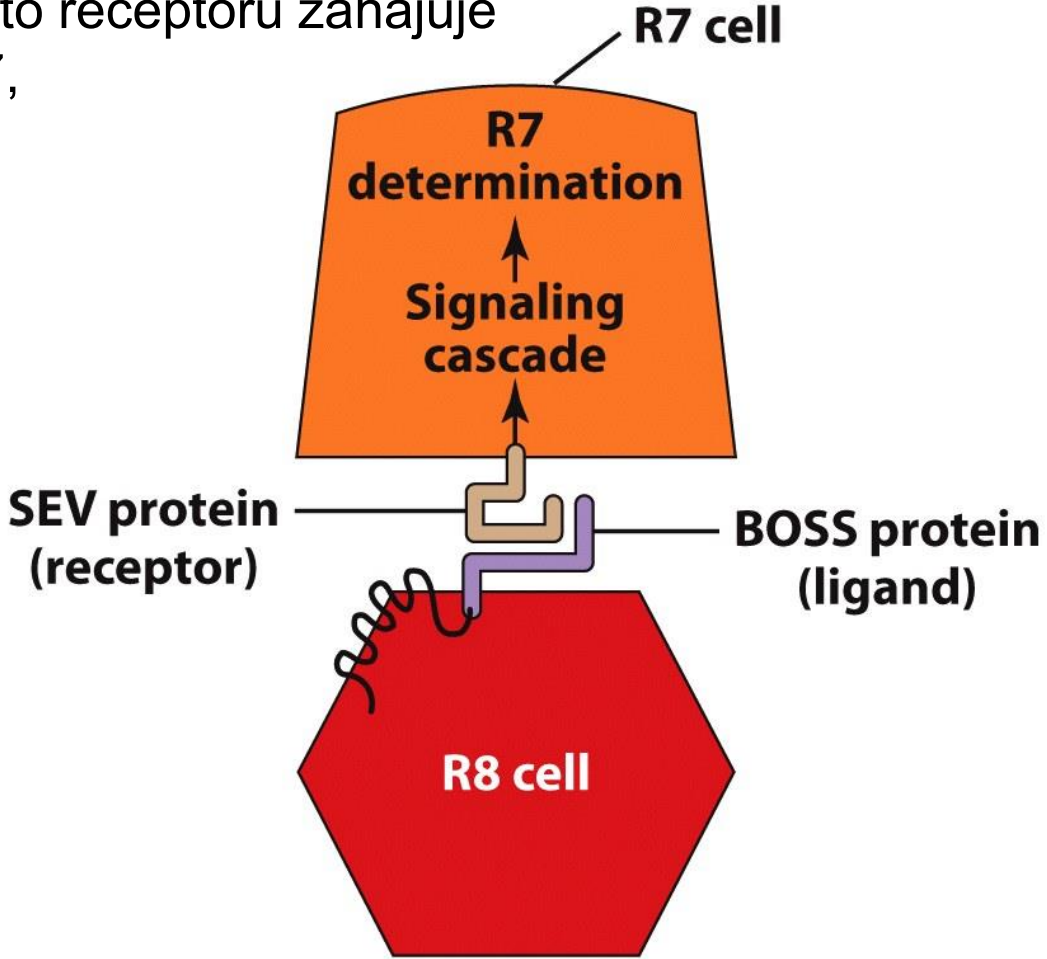 to receptoru zahajuje
,
R7 cell
R7
determination
Signaling
cascade
SEV protein
(receptor)
BOSS protein
(ligand)
R8 cell